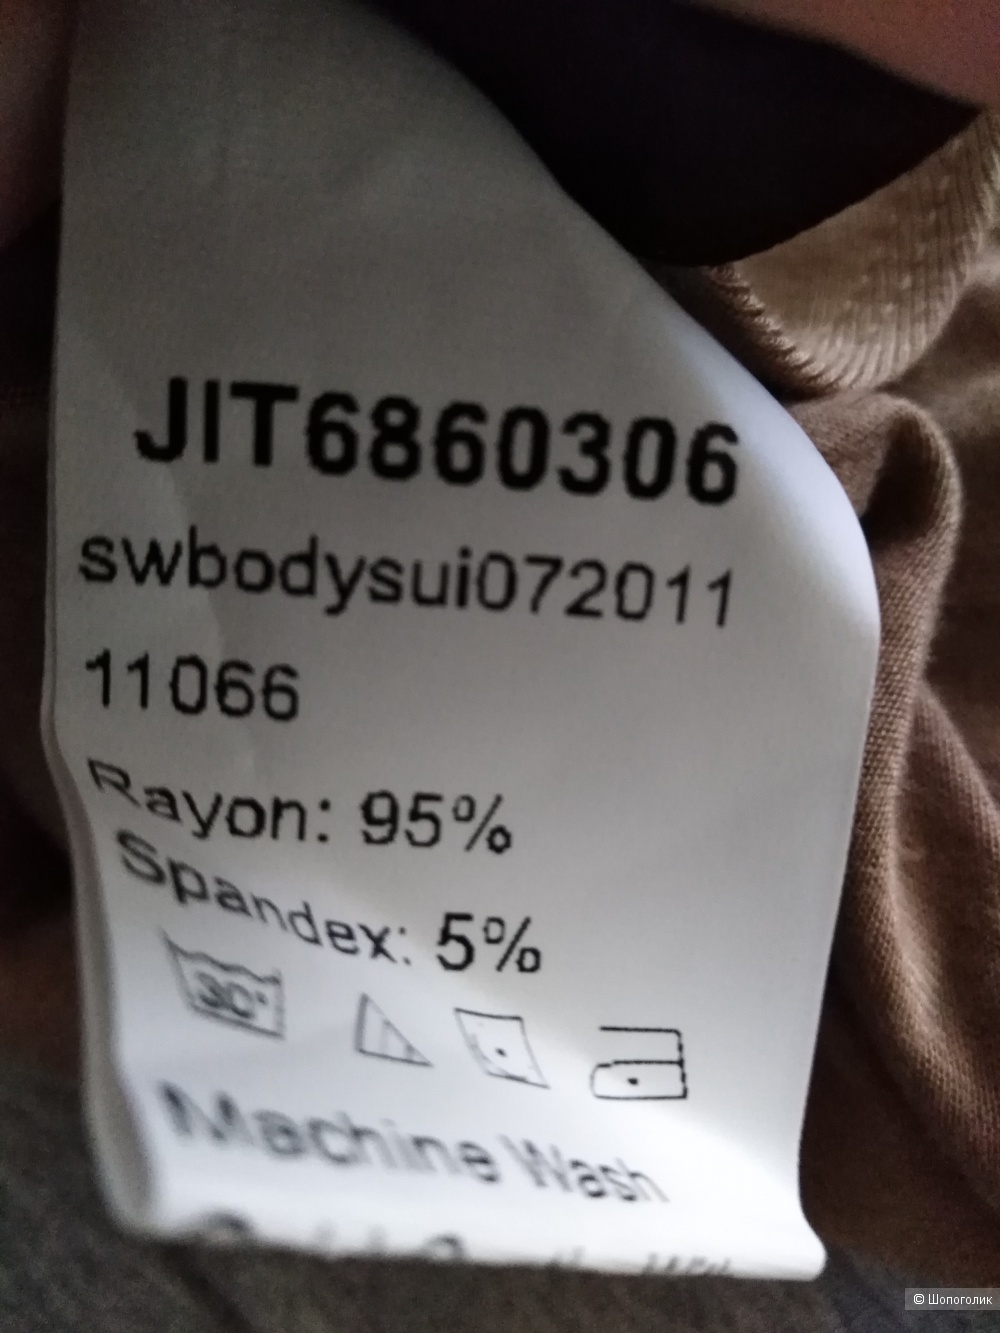 JIT6860306
swbodysui072011
11066
Rayon: 95%
Spandex: 5%
30°
Machine Wash
© Шопоголик